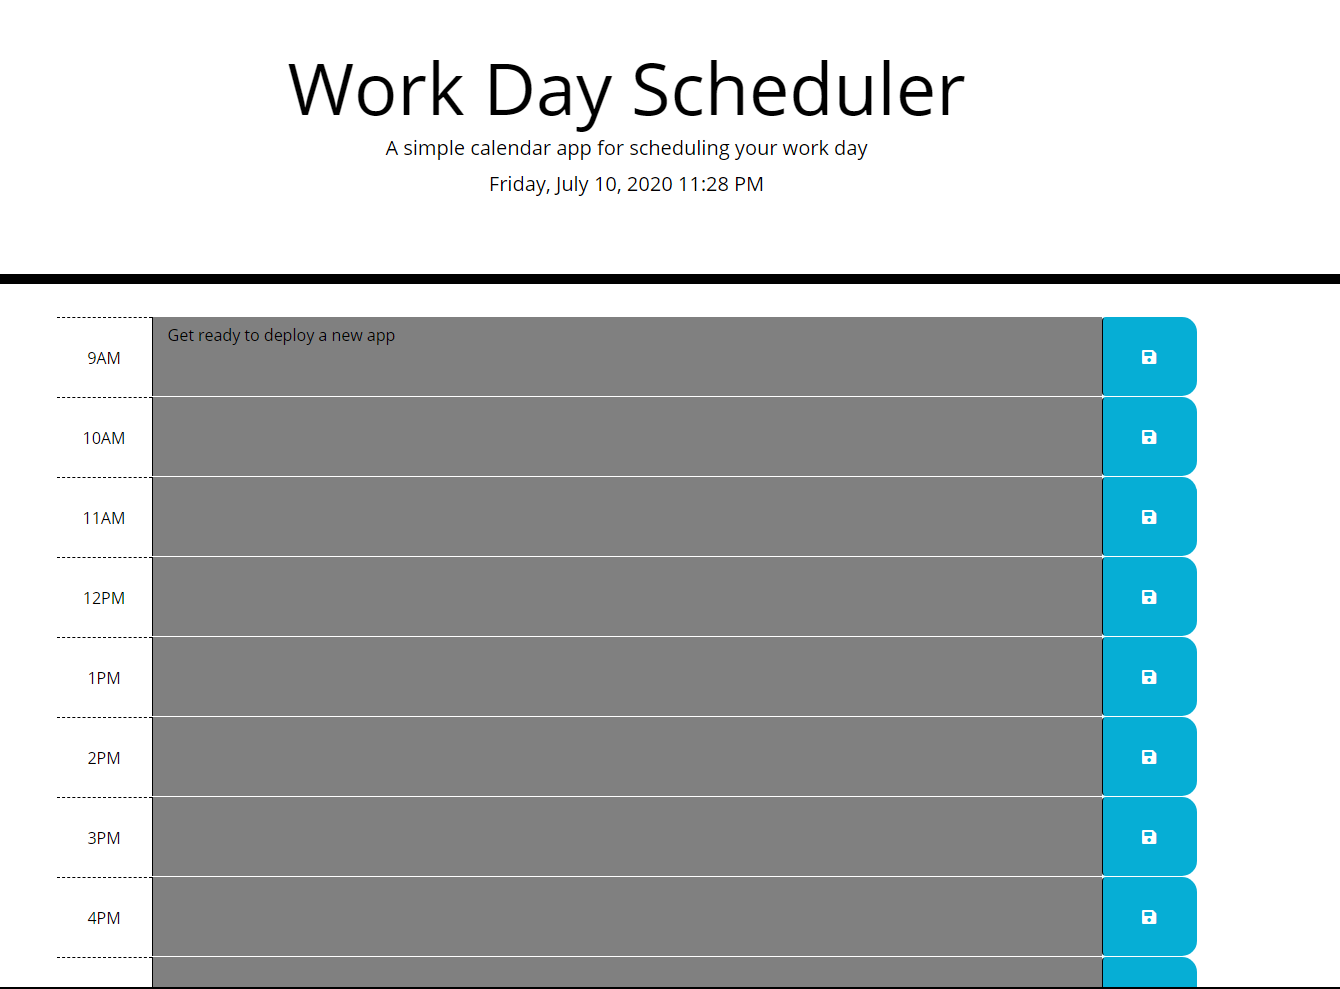 Work Day Scheduler
A simple calendar app for scheduling your work day
Friday, July 10, 2020 11:28 PM
9AM
Get ready to deploy a new app
10AM
11AM
12PM
1PM
2PM
3PM
4PM